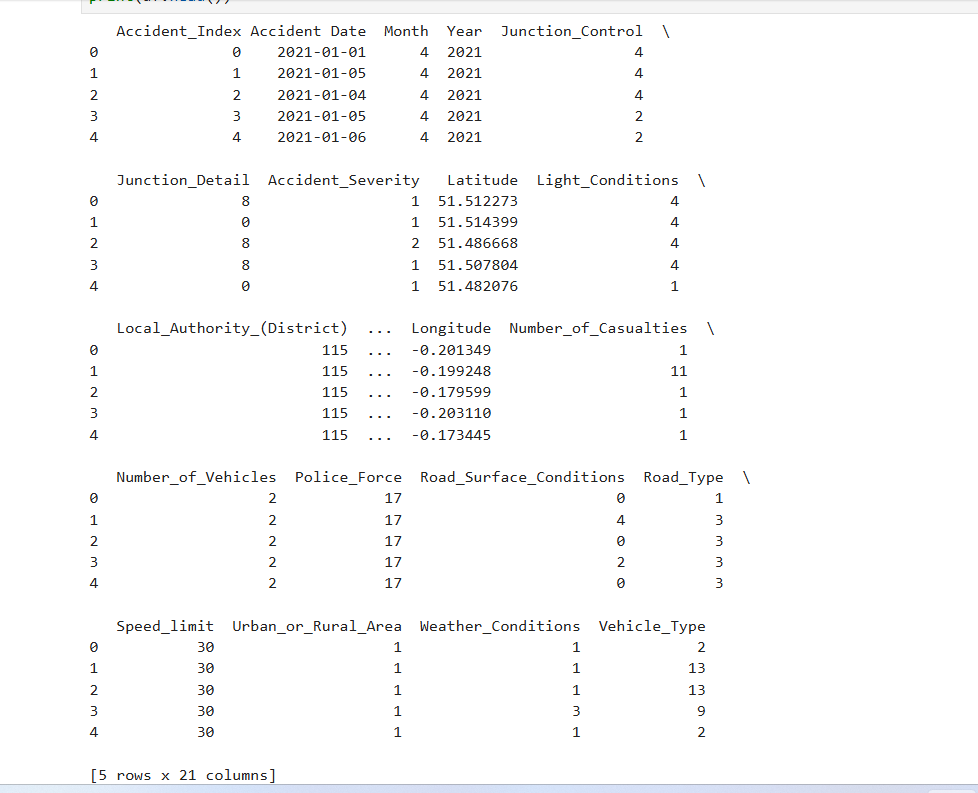 Accident_Index Accident Date Month Year Junction_Control \
0 0 2021-01-01 4 2021 4
1 1 2021-01-05 4 2021 4
2 2 2021-01-04 4 2021 4
3 3 2021-01-05 4 2021 2
4 4 2021-01-06 4 2021 2
Junction_Detail Accident_Severity Latitude Light_Conditions \
0 8 1 51.512273 4
1 0 1 51.514399 4
2 8 2 51.486668 4
3 8 1 51.507804 4
4 0 1 51.482076 1
Local_Authority_(District) ... Longitude Number_of_Casualties \
0 115 ... -0.201349 1
1 115 ... -0.199248 11
2 115 ... -0.179599 1
3 115 ... -0.203110 1
4 115 ... -0.173445 1
Number_of_Vehicles Police_Force Road_Surface_Conditions Road_Type \
0 2 17 0 1
1 2 17 4 3
2 2 17 0 3
3 2 17 2 3
4 2 17 0 3
Speed_limit Urban_or_Rural_Area Weather_Conditions Vehicle_Type
0 30 1 1 2
1 30 1 1 13
2 30 1 1 13
3 30 1 3 9
4 30 1 1 2
[5 rows x 21 columns]